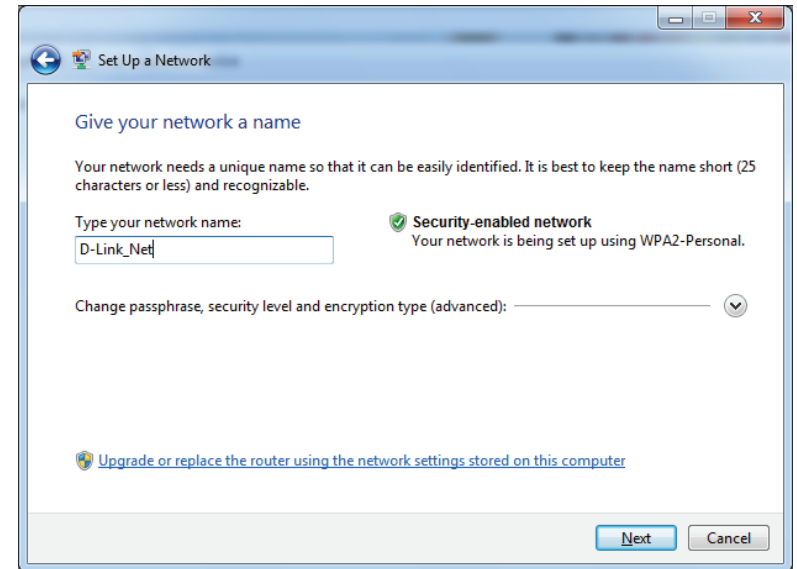 Set Up a Network
Give your network a name
Your network needs a unique name so that it can be easily identified. It is best to keep the name short (25
characters or less) and recognizable.
Type your network name:
D-Link_Net
Security-enabled network
Your network is being set up using WPA2-Personal.
Change passphrase, security level and encryption type (advanced):
Upgrade or replace the router using the network settings stored on this computer
Next
Cancel